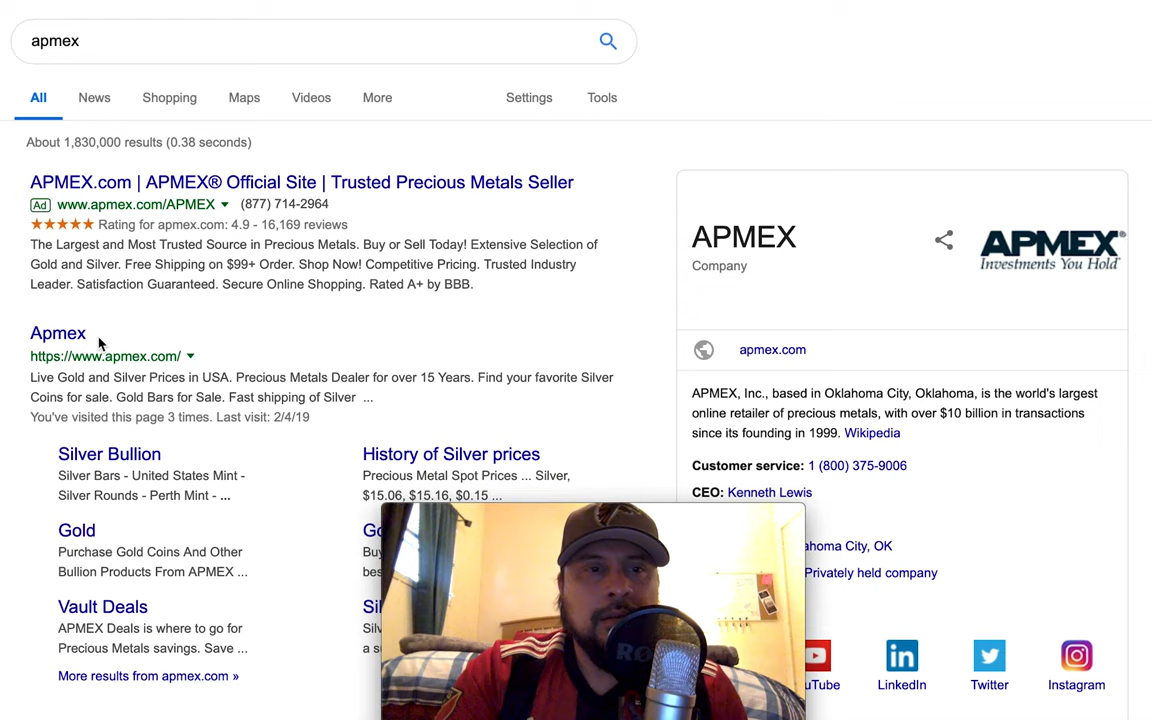 apmex
All News Shopping Maps Videos More Settings Tools
About 1,830,000 results (0.38 seconds)
APMEX.com | APMEX® Official Site | Trusted Precious Metals Seller
Ad www.apmex.com/APMEX (877) 714-2964
Rating for apmex.com: 4.9 - 16,169 reviews
The Largest and Most Trusted Source in Precious Metals. Buy or Sell Today! Extensive Selection of
Gold and Silver. Free Shipping on $99+ Order. Shop Now! Competitive Pricing. Trusted Industry
Leader. Satisfaction Guaranteed. Secure Online Shopping. Rated A+ by BBB.
Apmex
https://www.apmex.com/
Live Gold and Silver Prices in USA. Precious Metals Dealer for over 15 Years. Find your favorite Silver
Coins for sale. Gold Bars for Sale. Fast shipping of Silver ...
You've visited this page 3 times. Last visit: 2/4/19
Silver Bullion
Silver Bars - United States Mint -
Silver Rounds - Perth Mint - ...
History of Silver prices
Precious Metal Spot Prices ... Silver,
$15.06, $15.16, $0.15 ...
Gold
Purchase Gold Coins And Other
Bullion Products From APMEX ...
Vault Deals
APMEX Deals is where to go for
Precious Metals savings. Save ...
More results from apmex.com »
APMEX
Company
APMEX®
Investments You Hold
apmex.com
APMEX, Inc., based in Oklahoma City, Oklahoma, is the world's largest
online retailer of precious metals, with over $10 billion in transactions
since its founding in 1999. Wikipedia
Customer service: 1 (800) 375-9006
CEO: Kenneth Lewis
ahoma City, OK
Privately held company
uTube LinkedIn Twitter Instagram